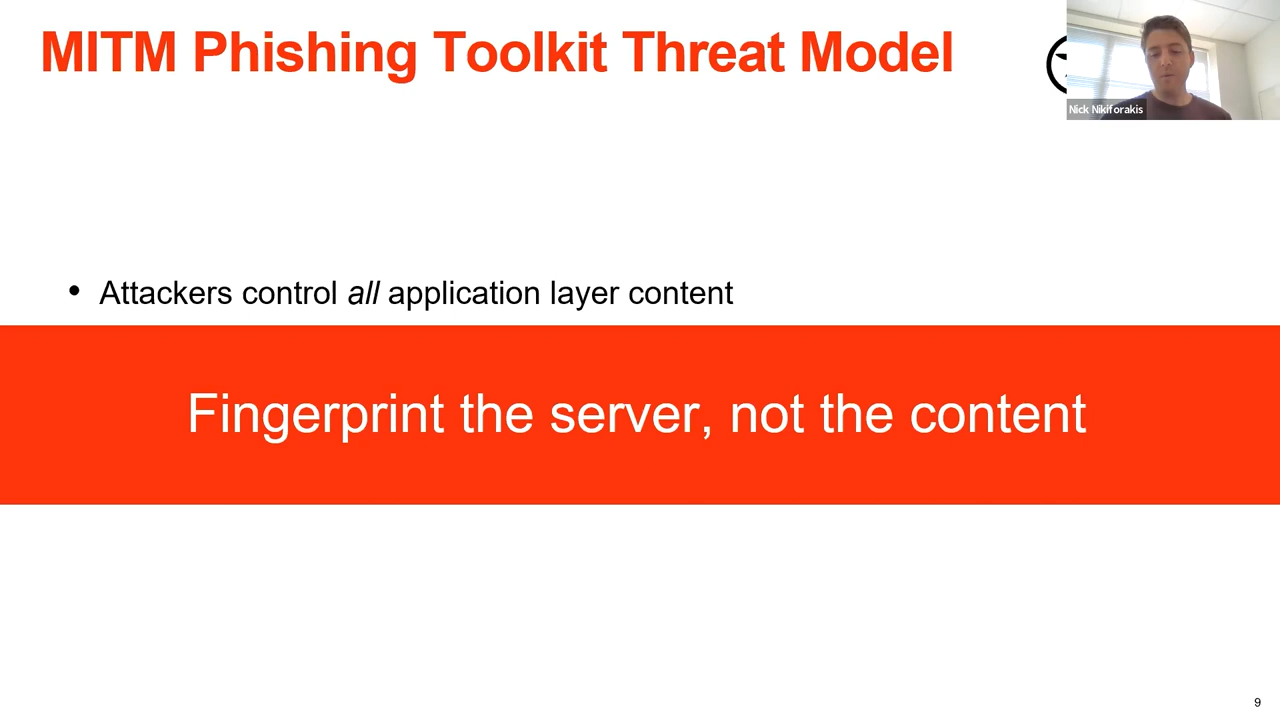 MITM Phishing Toolkit Threat Model
Nick Nikiforakis
• Attackers control all application layer content
Fingerprint the server, not the content
9